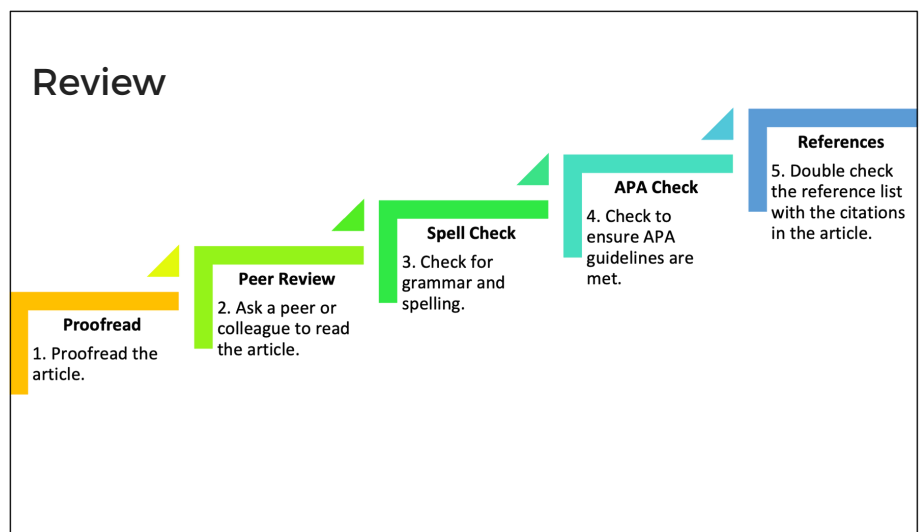 Review
Proofread
1. Proofread the
article.
Peer Review
2. Ask a peer or
colleague to read
the article.
Spell Check
3. Check for
grammar and
spelling.
APA Check
4. Check to
ensure APA
guidelines are
met.
References
5. Double check
the reference list
with the citations
in the article.